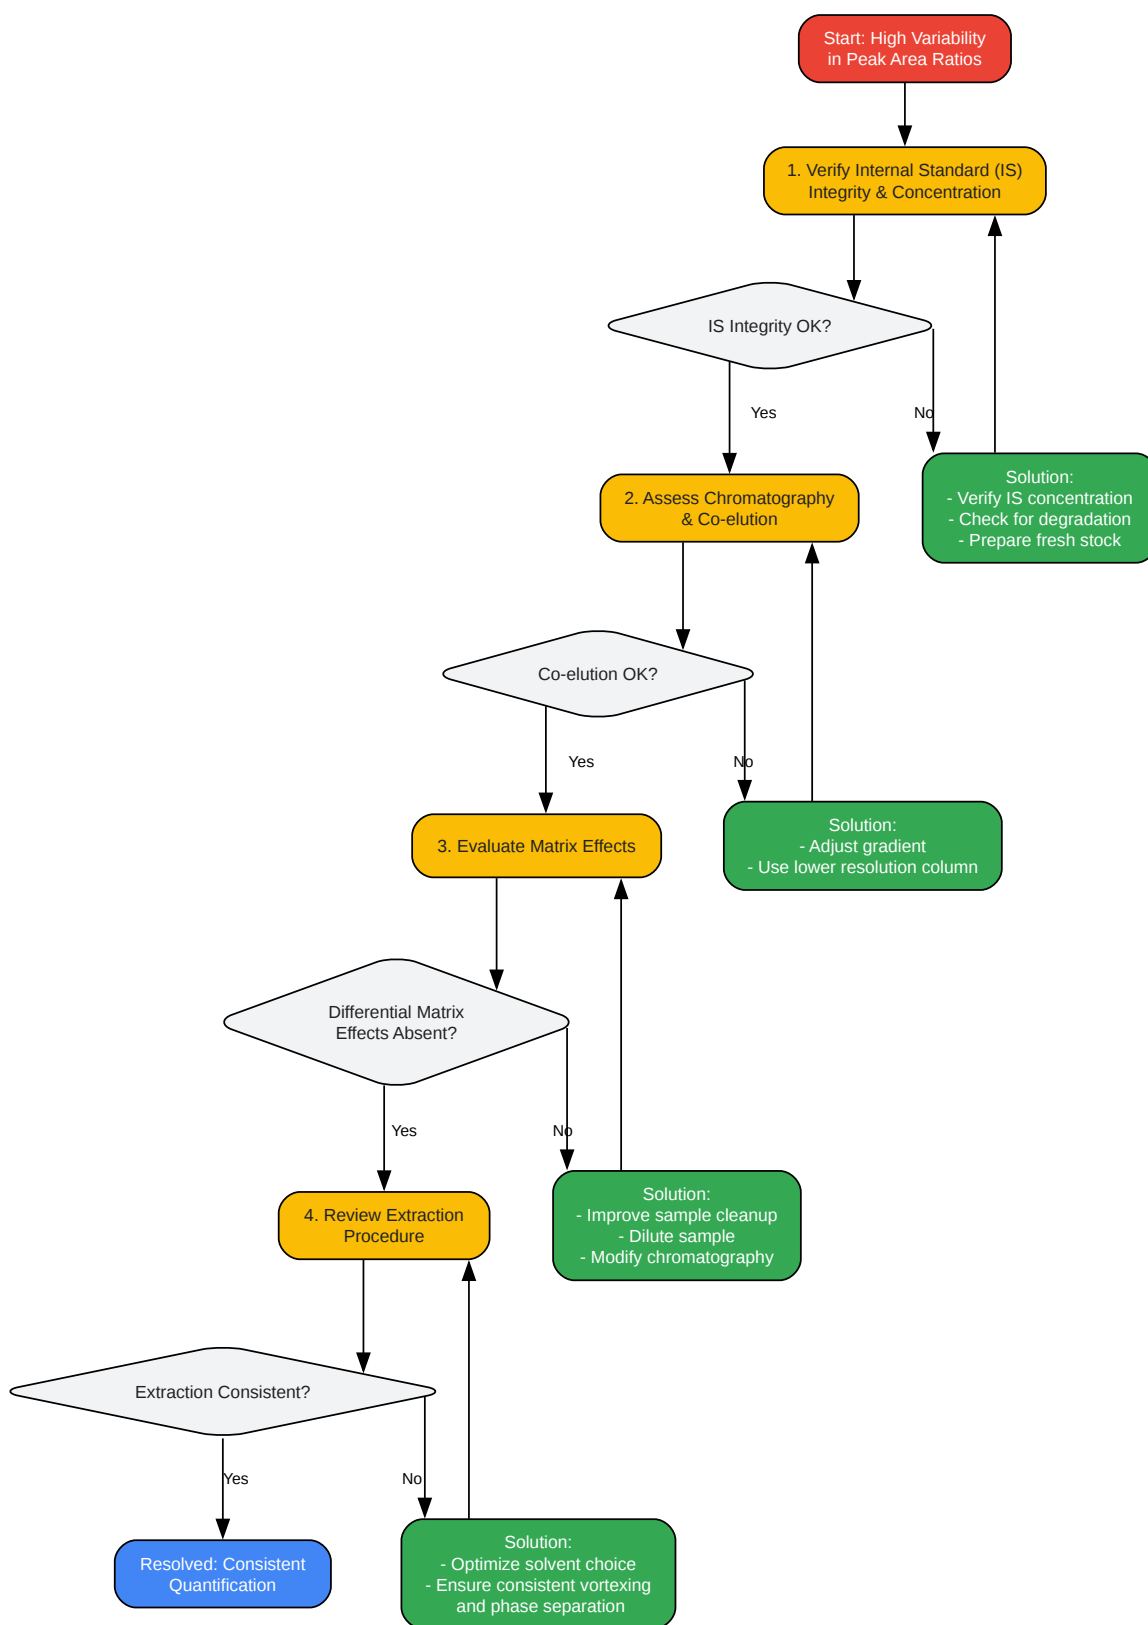 Start: High Variability
in Peak Area Ratios
1. Verify Internal Standard (IS)
Integrity & Concentration
IS Integrity OK?
Yes
No
Solution:
- Verify IS concentration
- Check for degradation
- Prepare fresh stock
2. Assess Chromatography
& Co-elution
Co-elution OK?
Yes
No
Solution:
- Adjust gradient
- Use lower resolution column
3. Evaluate Matrix Effects
Differential Matrix
Effects Absent?
Yes
No
Solution:
- Improve sample cleanup
- Dilute sample
- Modify chromatography
4. Review Extraction
Procedure
Extraction Consistent?
Yes
No
Solution:
- Optimize solvent choice
- Ensure consistent vortexing
and phase separation
Resolved: Consistent
Quantification